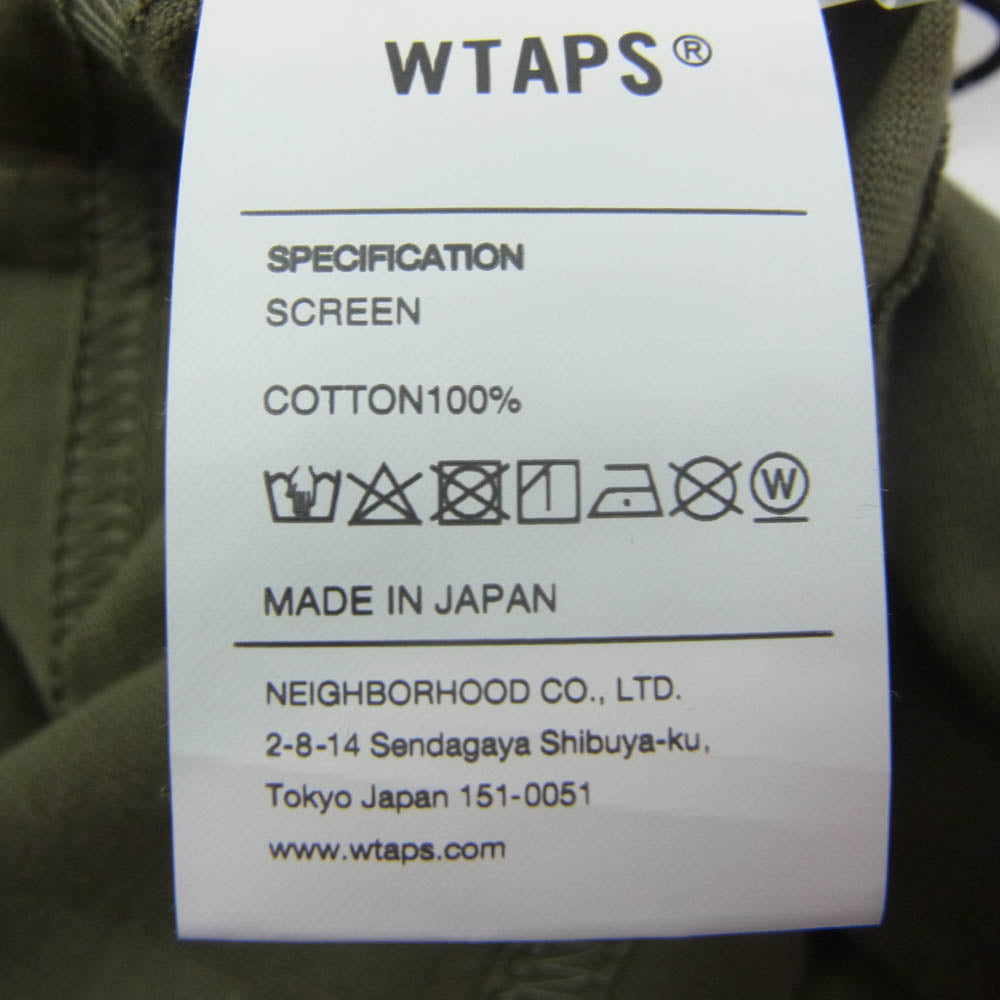 WTAPS®
SPECIFICATION
SCREEN
COTTON100%
W
MADE IN JAPAN
NEIGHBORHOOD CO., LTD.
2-8-14 Sendagaya Shibuya-ku,
Tokyo Japan 151-0051
www.wtaps.com